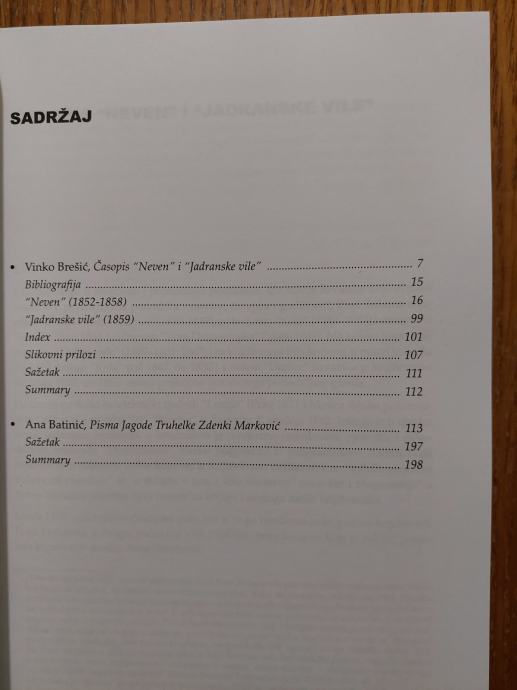 SADRŽAJ
• Vinko Brešić, Časopis “Neven” i “Jadranske vile” ................................................ 7
Bibliografija ................................................ 15
“Neven” (1852-1858) ................................................ 16
“Jadranske vile” (1859) ................................................ 99
Index ................................................ 101
Slikovni prilozi ................................................ 107
Sažetak ................................................ 111
Summary ................................................ 112
• Ana Batinić, Pisma Jagode Truhelke Zdenki Marković ................................................ 113
Sažetak ................................................ 197
Summary ................................................ 198